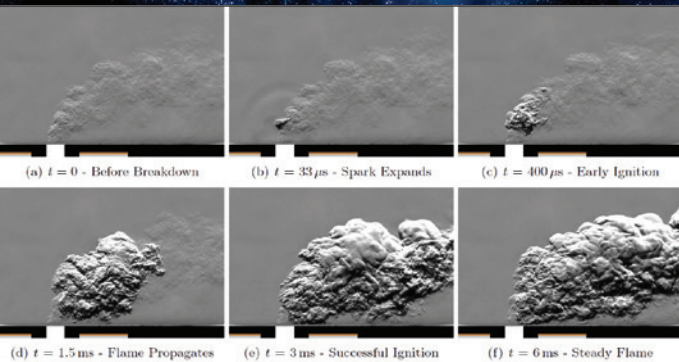 (a) t = 0 - Before Breakdown
(b) t = 33 μs - Spark Expands
(c) t = 400 μs - Early Ignition
(d) t = 1.5 ms - Flame Propagates
(e) t = 3 ms - Successful Ignition
(f) t = 6 ms - Steady Flame